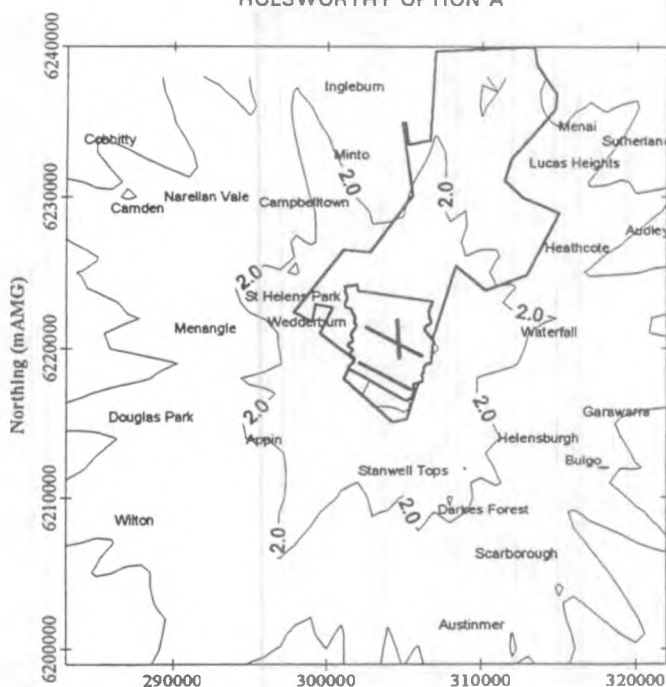 HOLSWORTHY OPTION A
6240000
Ingleburn
Menai
Cobbitty
Sutherland
Minto
Lucas Heights
2.0
2.0
6230000
Narellan Vale
Campbelltown
Camden
Audley
Heathcote
2.0
St Helens Park
Wedderburn
2.0
Menangle
Waterfall
6220000
Northing (mAMG)
Douglas Park
2.0
2.0
Garawarra
Appin
Helensburgh
Bulgo
Stanwell Tops
6210000
2.0
2.0
Darkes Forest
Wilton
Scarborough
Austinmer
6200000
290000
300000
310000
320000